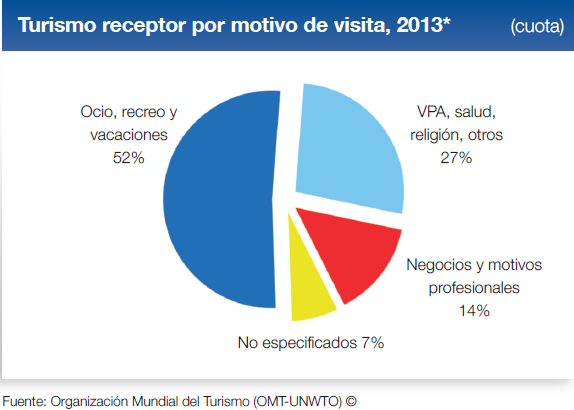 Turismo receptor por motivo de visita, 2013* (cuota)
Ocio, recreo y
vacaciones
52%
VPA, salud,
religión, otros
27%
Negocios y motivos
profesionales
14%
No especificados 7%
Fuente: Organización Mundial del Turismo (OMT-UNWTO) ©